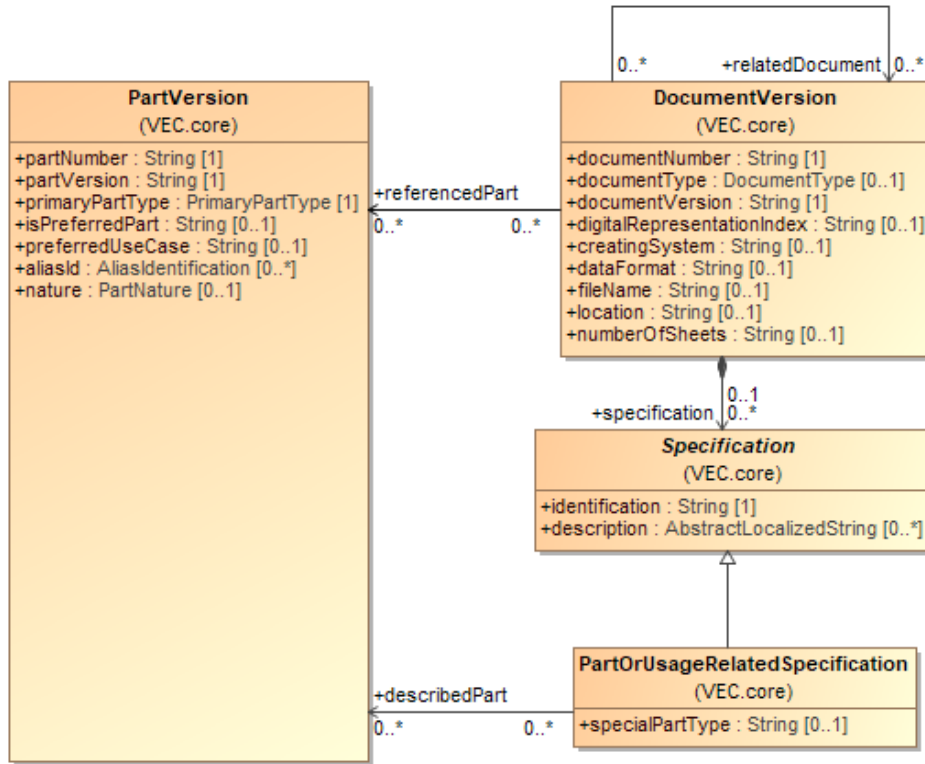 0..*
+relatedDocument
0..*
PartVersion
(VEC.core)
+partNumber : String [1]
+partVersion : String [1]
+primaryPartType : PrimaryPartType [1]
+isPreferredPart : String [0..1]
+preferredUseCase : String [0..1]
+aliasId : AliasIdentification [0..*]
+nature : PartNature [0..1]
+referencedPart
0..*
0..*
DocumentVersion
(VEC.core)
+documentNumber : String [1]
+documentType : DocumentType [0..1]
+documentVersion : String [1]
+digitalRepresentationIndex : String [0..1]
+creatingSystem : String [0..1]
+dataFormat : String [0..1]
+fileName : String [0..1]
+location : String [0..1]
+numberOfSheets : String [0..1]
0..1
+specification
0..*
Specification
(VEC.core)
+identification : String [1]
+description : AbstractLocalizedString [0..*]
PartOrUsageRelatedSpecification
(VEC.core)
+specialPartType : String [0..1]
+describedPart
0..*
0..*